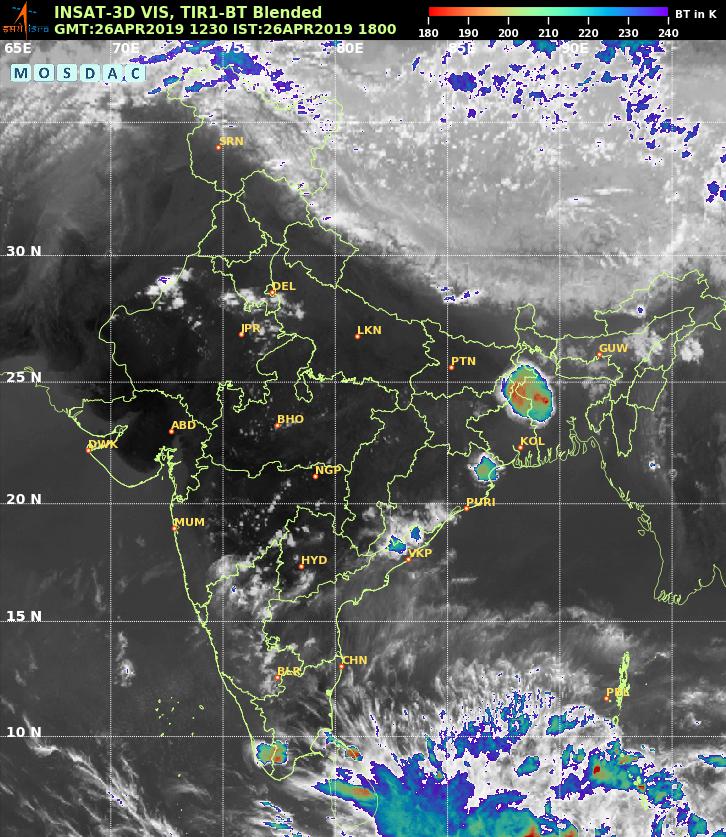 INSAT-3D VIS, TIR1-BT Blended
GMT:26APR2019 1230 IST:26APR2019 1800
BT in K
180 190 200 210 220 230 240
65E 70E 75E 80E 85E 90E
M O S D A C
SRN
30 N
DEL
JPR
LKN
GUW
PTN
25 N
ABD
BHO
DWK
KOL
NGP
20 N
PURI
MUM
VKP
HYD
15 N
CHN
BLR
PBL
10 N